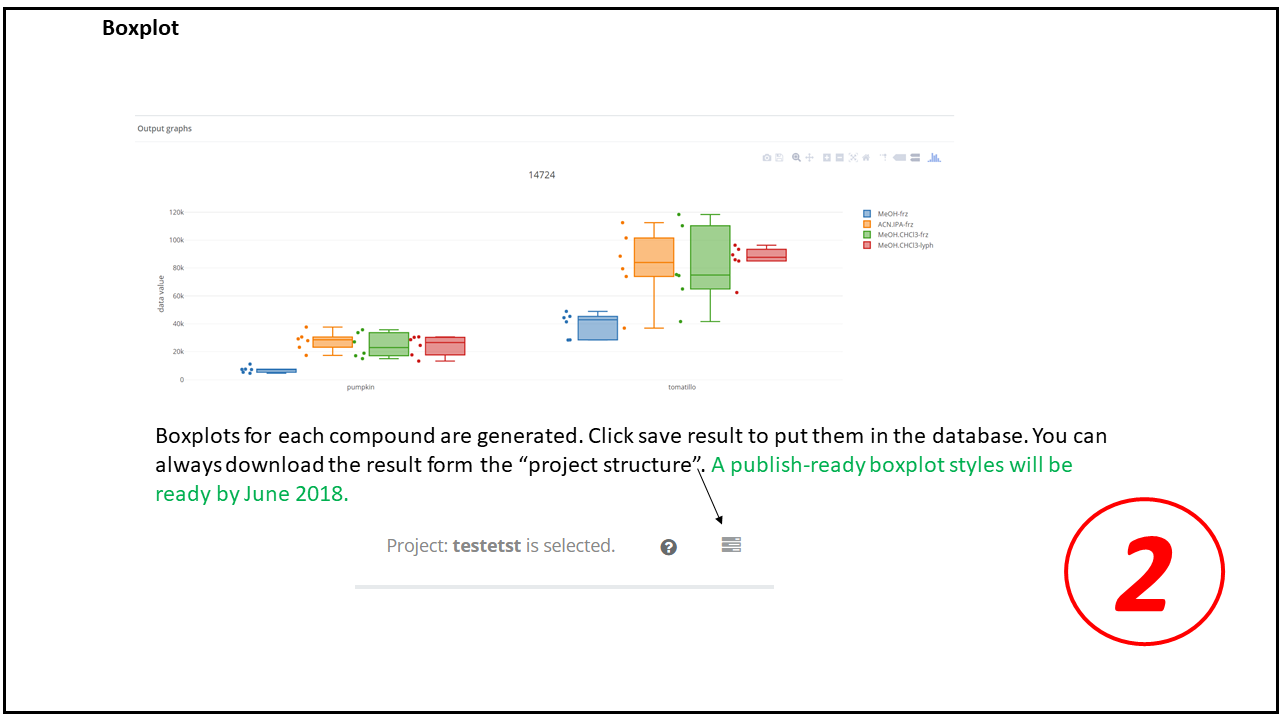 Boxplot
Output graphs
14724
120k
100k
80k
60k
40k
20k
0
data value
pumpkin
tomatillo
MeOH-frz
ACN.IPA-frz
MeOH.CHCl3-frz
MeOH.CHCl3-lyph
Boxplots for each compound are generated. Click save result to put them in the database. You can
always download the result form the “project structure”. A publish-ready boxplot styles will be
ready by June 2018.
Project: testetst is selected.
2